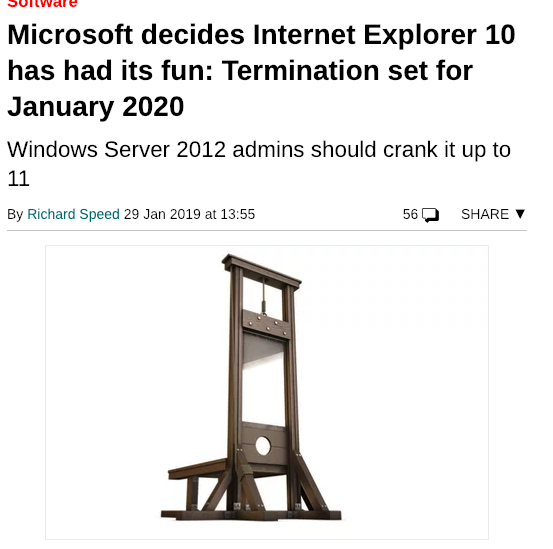 Software
Microsoft decides Internet Explorer 10
has had its fun: Termination set for
January 2020
Windows Server 2012 admins should crank it up to
11
By Richard Speed 29 Jan 2019 at 13:55 56 SHARE ▼